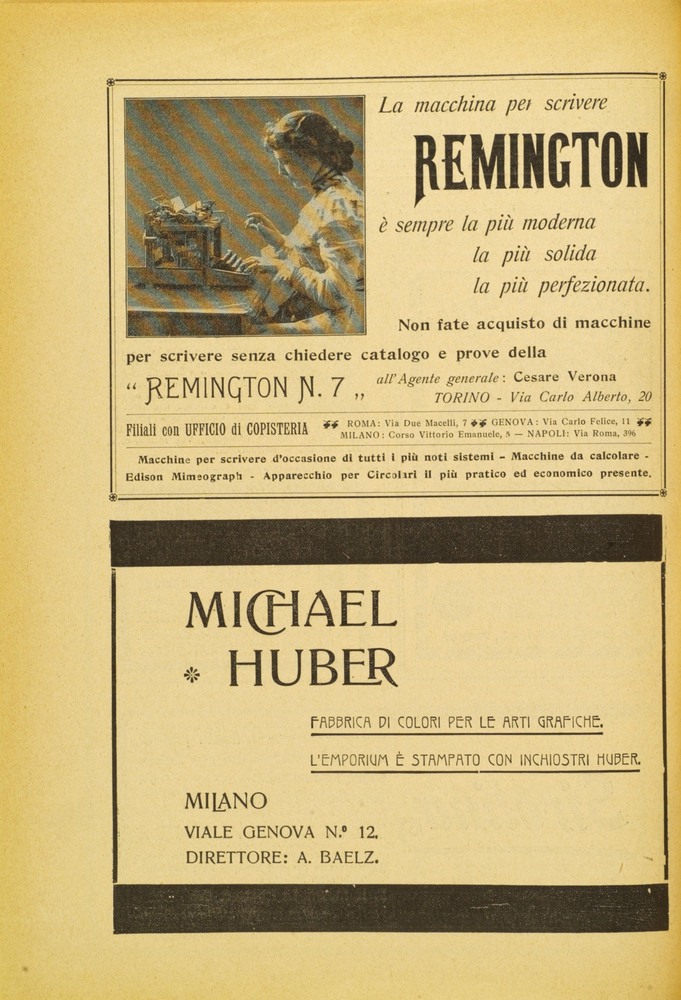 La macchina per scrivere
REMINGTON
è sempre la più moderna
la più solida
la più perfezionata.
Non fate acquisto di macchine
per scrivere senza chiedere catalogo e prove della
“ REMINGTON N. 7 „ all'Agente generale: Cesare Verona
TORINO - Via Carlo Alberto, 20
Filiali con UFFICIO di COPISTERIA
ROMA: Via Due Macelli, 7 GENOVA: Via Carlo Felice, 11
MILANO: Corso Vittorio Emanuele, 5 — NAPOLI: Via Roma, 396
Macchine per scrivere d'occasione di tutti i più noti sistemi - Macchine da calcolare -
Edison Mimeograph - Apparecchio per Circolari il più pratico ed economico presente.
MICHAEL
HUBER
FABBRICA DI COLORI PER LE ARTI GRAFICHE.
L'EMPORIUM È STAMPATO CON INCHIOSTRI HUBER.
MILANO
VIALE GENOVA N.º 12.
DIRETTORE: A. BAELZ.